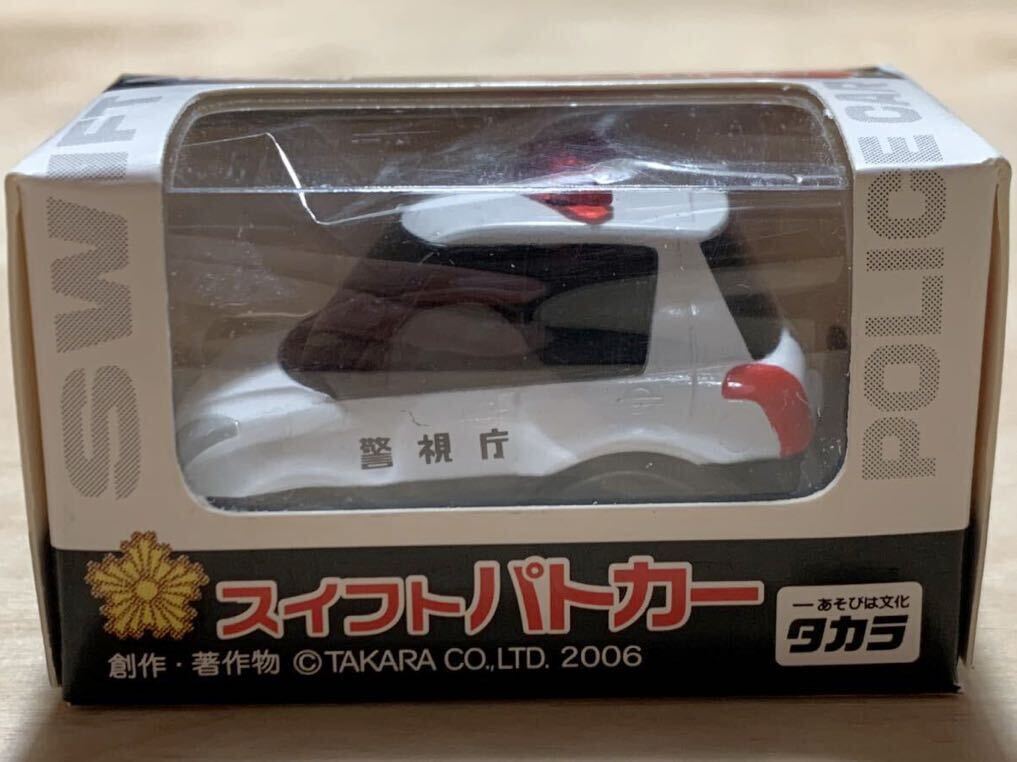 SWIFT
POLICE CAR
警視庁
スイフトパトカー
創作・著作物 ©TAKARA CO.,LTD. 2006
ーあそびは文化
タカラ